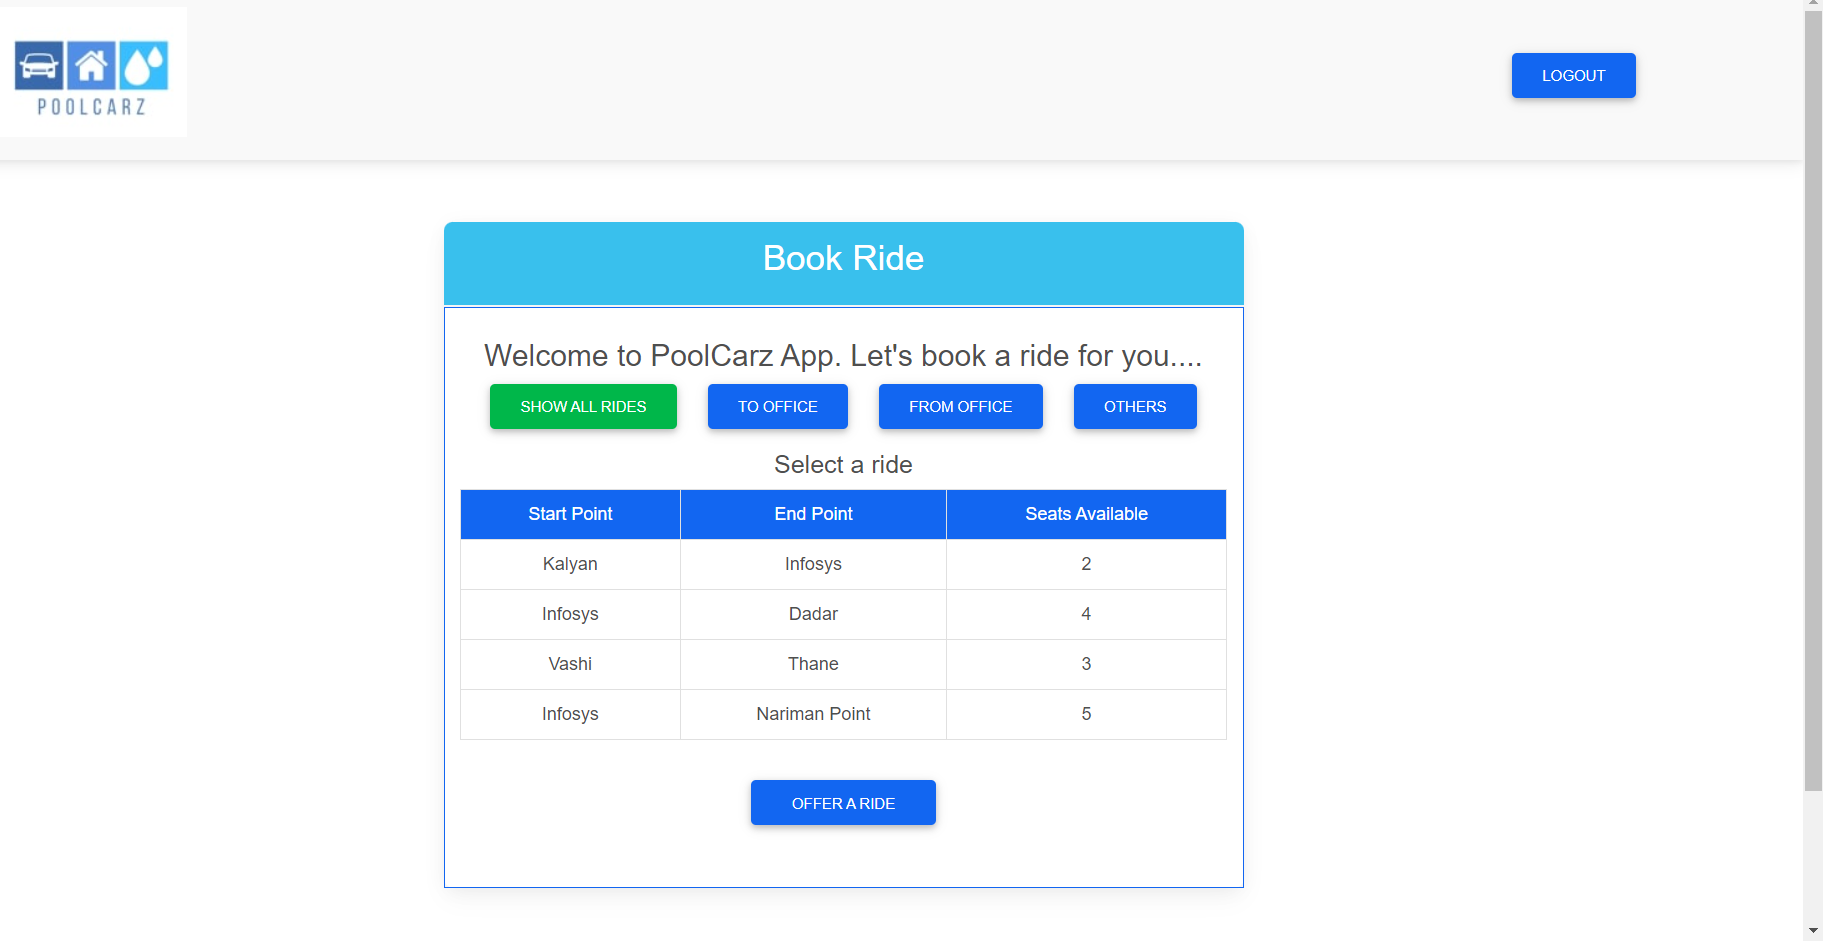 POOLCARZ
LOGOUT
Book Ride
Welcome to PoolCarz App. Let's book a ride for you....
SHOW ALL RIDES TO OFFICE FROM OFFICE OTHERS
Select a ride
Start Point End Point Seats Available
Kalyan Infosys 2
Infosys Dadar 4
Vashi Thane 3
Infosys Nariman Point 5
OFFER A RIDE